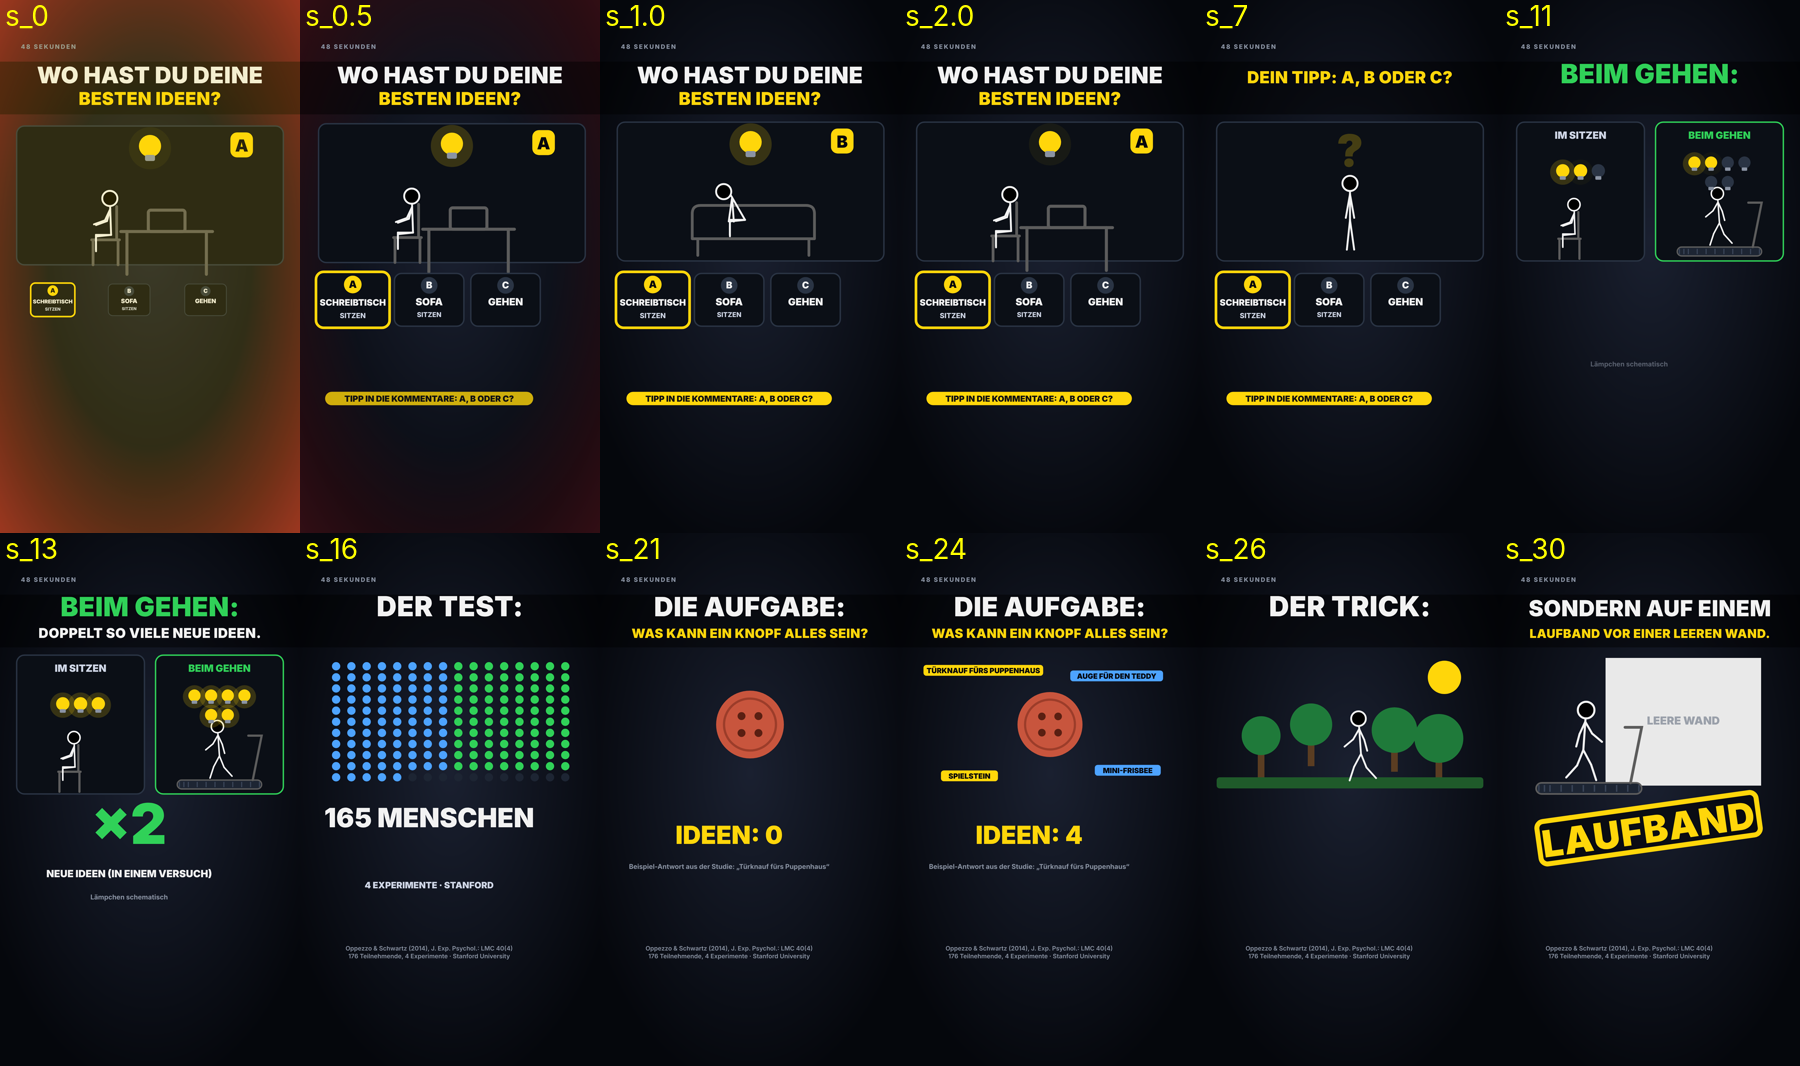 s_0
48 SEKUNDEN
WO HAST DU DEINE
BESTEN IDEEN?
A
A
SCHREIBTISCH
SITZEN
B
SOFA
SITZEN
C
GEHEN
s_0.5
48 SEKUNDEN
WO HAST DU DEINE
BESTEN IDEEN?
A
A
SCHREIBTISCH
SITZEN
B
SOFA
SITZEN
C
GEHEN
TIPP IN DIE KOMMENTARE: A, B ODER C?
s_1.0
48 SEKUNDEN
WO HAST DU DEINE
BESTEN IDEEN?
B
A
SCHREIBTISCH
SITZEN
B
SOFA
SITZEN
C
GEHEN
TIPP IN DIE KOMMENTARE: A, B ODER C?
s_2.0
48 SEKUNDEN
WO HAST DU DEINE
BESTEN IDEEN?
A
A
SCHREIBTISCH
SITZEN
B
SOFA
SITZEN
C
GEHEN
TIPP IN DIE KOMMENTARE: A, B ODER C?
s_7
48 SEKUNDEN
DEIN TIPP: A, B ODER C?
?
A
SCHREIBTISCH
SITZEN
B
SOFA
SITZEN
C
GEHEN
TIPP IN DIE KOMMENTARE: A, B ODER C?
s_11
48 SEKUNDEN
BEIM GEHEN:
IM SITZEN
BEIM GEHEN
Lämpchen schematisch
s_13
48 SEKUNDEN
BEIM GEHEN:
DOPPELT SO VIELE NEUE IDEEN.
IM SITZEN
BEIM GEHEN
×2
NEUE IDEEN (IN EINEM VERSUCH)
Lämpchen schematisch
s_16
48 SEKUNDEN
DER TEST:
165 MENSCHEN
4 EXPERIMENTE · STANFORD
Oppezzo & Schwartz (2014), J. Exp. Psychol.: LMC 40(4)
176 Teilnehmende, 4 Experimente · Stanford University
s_21
48 SEKUNDEN
DIE AUFGABE:
WAS KANN EIN KNOPF ALLES SEIN?
IDEEN: 0
Beispiel-Antwort aus der Studie: „Türknauf fürs Puppenhaus"
Oppezzo & Schwartz (2014), J. Exp. Psychol.: LMC 40(4)
176 Teilnehmende, 4 Experimente · Stanford University
s_24
48 SEKUNDEN
DIE AUFGABE:
WAS KANN EIN KNOPF ALLES SEIN?
TÜRKNAUF FÜRS PUPPENHAUS
AUGE FÜR DEN TEDDY
SPIELSTEIN
MINI-FRISBEE
IDEEN: 4
Beispiel-Antwort aus der Studie: „Türknauf fürs Puppenhaus"
Oppezzo & Schwartz (2014), J. Exp. Psychol.: LMC 40(4)
176 Teilnehmende, 4 Experimente · Stanford University
s_26
48 SEKUNDEN
DER TRICK:
Oppezzo & Schwartz (2014), J. Exp. Psychol.: LMC 40(4)
176 Teilnehmende, 4 Experimente · Stanford University
s_30
48 SEKUNDEN
SONDERN AUF EINEM
LAUFBAND VOR EINER LEEREN WAND.
LEERE WAND
LAUFBAND
Oppezzo & Schwartz (2014), J. Exp. Psychol.: LMC 40(4)
176 Teilnehmende, 4 Experimente · Stanford University